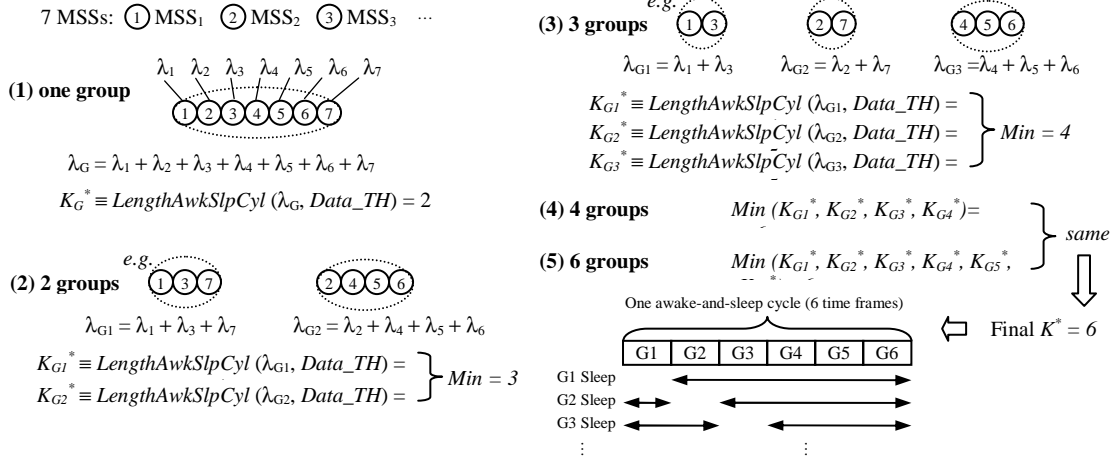 7 MSSs: 1 MSS₁ 2 MSS₂ 3 MSS₃ ...
λ₁ λ₂ λ₃ λ₄ λ₅ λ₆ λ₇
(1) one group
1 2 3 4 5 6 7
λG = λ₁ + λ₂ + λ₃ + λ₄ + λ₅ + λ₆ + λ₇
KG* ≡ LengthAwkSlpCyl (λG, Data_TH) = 2
e.g.
(2) 2 groups
1 3 7
2 4 5 6
λG1 = λ₁ + λ₃ + λ₇
λG2 = λ₂ + λ₄ + λ₅ + λ₆
KG1* ≡ LengthAwkSlpCyl (λG1, Data_TH) =
KG2* ≡ LengthAwkSlpCyl (λG2, Data_TH) =
Min = 3
e.g.
(3) 3 groups
1 3
2 7
4 5 6
λG1 = λ₁ + λ₃
λG2 = λ₂ + λ₇
λG3 =λ₄ + λ₅ + λ₆
KG1* ≡ LengthAwkSlpCyl (λG1, Data_TH) =
KG2* ≡ LengthAwkSlpCyl (λG2, Data_TH) =
KG3* ≡ LengthAwkSlpCyl (λG3, Data_TH) =
Min = 4
(4) 4 groups
Min (KG1*, KG2*, KG3*, KG4*)=
(5) 6 groups
Min (KG1*, KG2*, KG3*, KG4*, KG5*,
same
Final K* = 6
One awake-and-sleep cycle (6 time frames)
G1 G2 G3 G4 G5 G6
G1 Sleep
G2 Sleep
G3 Sleep
⋮ ⋮